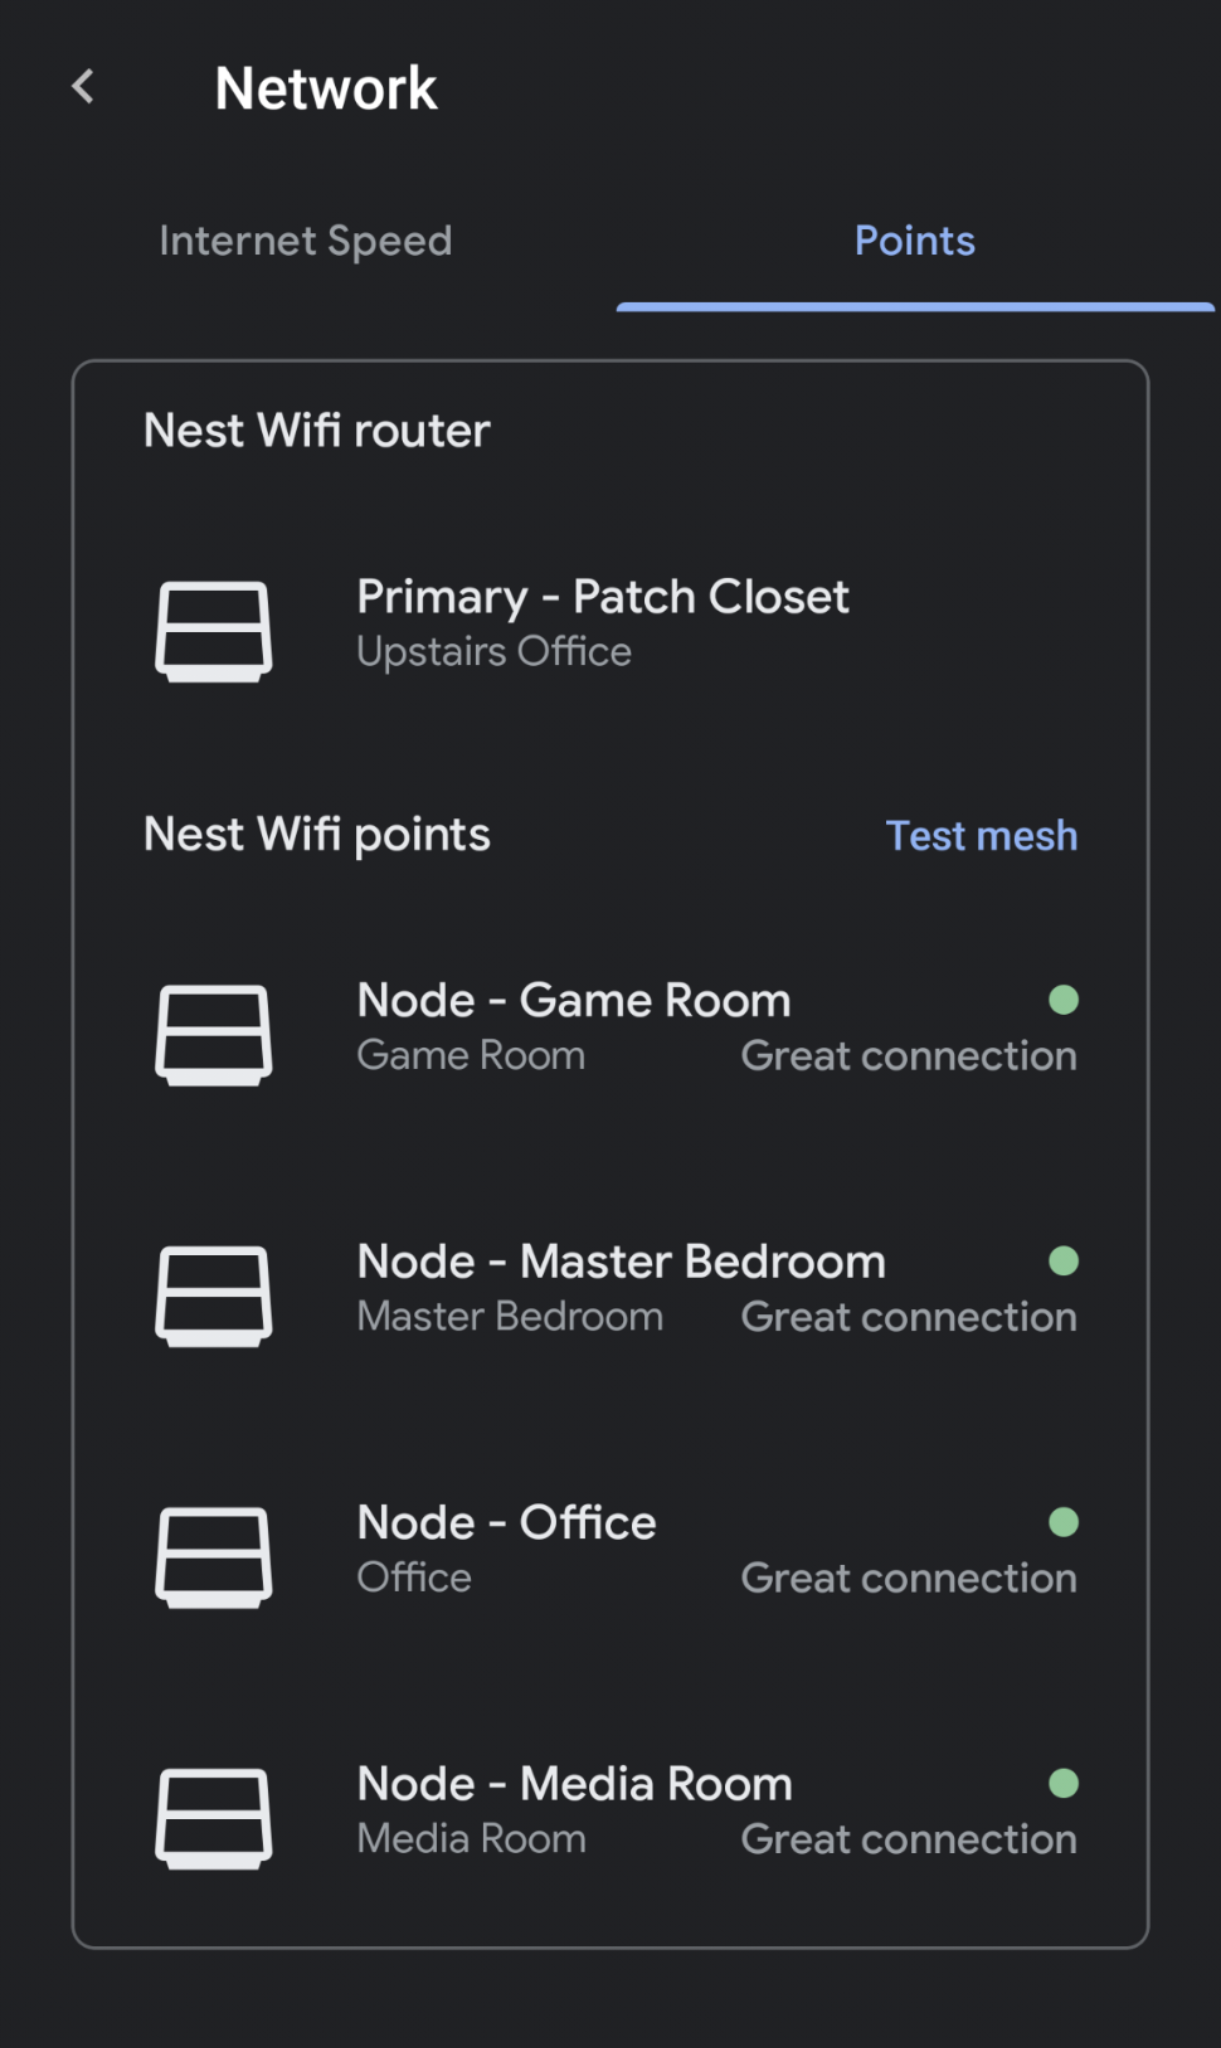 Network
Internet Speed
Points
Nest Wifi router
Primary - Patch Closet
Upstairs Office
Nest Wifi points
Test mesh
Node - Game Room
Game Room
Great connection
Node - Master Bedroom
Master Bedroom
Great connection
Node - Office
Office
Great connection
Node - Media Room
Media Room
Great connection